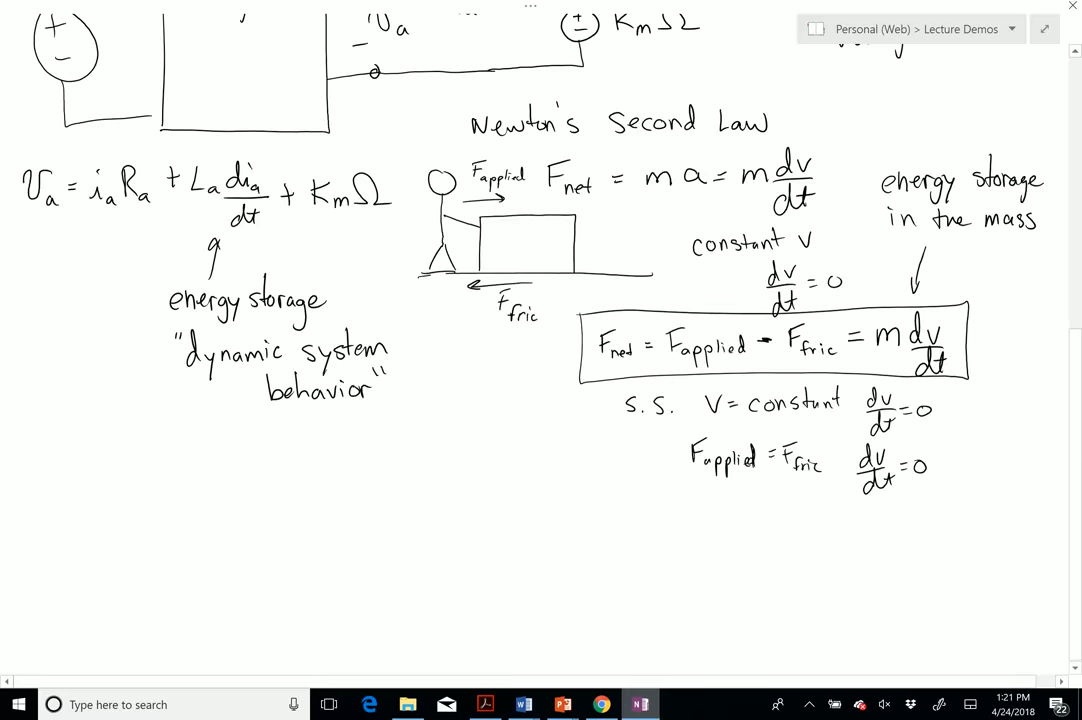 Va
+
−
−
+
−
KmΩ
Personal (Web) > Lecture Demos
Newton's Second Law
Va = iaRa + La dia/dt + KmΩ
Fapplied
Fnet = ma = m dv/dt
energy storage
in the mass
constant v
dv/dt = 0
Ffric
energy storage
"dynamic system
behavior"
Fnet = Fapplied - Ffric = m dv/dt
S.S. V = constant dv/dt = 0
Fapplied = Ffric dv/dt = 0
Type here to search
1:21 PM
4/24/2018
22